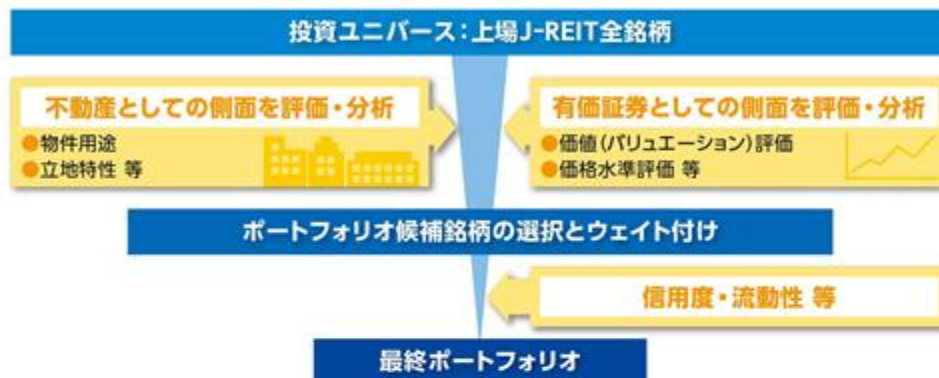 投資ユニバース：上場J-REIT全銘柄
不動産としての側面を評価・分析
●物件用途
●立地特性 等
有価証券としての側面を評価・分析
●価値(バリュエーション)評価
●価格水準評価 等
ポートフォリオ候補銘柄の選択とウェイト付け
信用度・流動性 等
最終ポートフォリオ